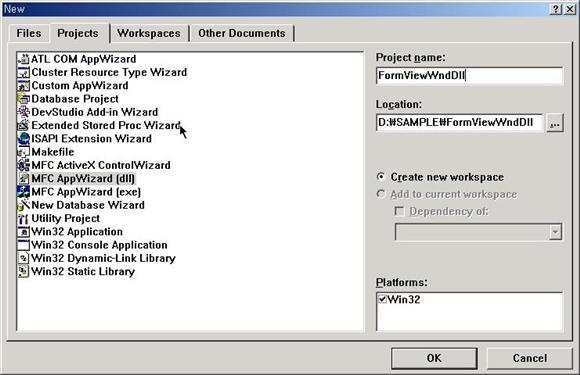 New
Files
Projects
Workspaces
Other Documents
ATL COM AppWizard
Cluster Resource Type Wizard
Custom AppWizard
Database Project
DevStudio Add-in Wizard
Extended Stored Proc Wizard
ISAPI Extension Wizard
Makefile
MFC ActiveX ControlWizard
MFC AppWizard (dll)
MFC AppWizard (exe)
New Database Wizard
Utility Project
Win32 Application
Win32 Console Application
Win32 Dynamic-Link Library
Win32 Static Library
Project name:
FormViewWndDll
Location:
D:₩SAMPLE₩FormViewWndDll
...
Create new workspace
Add to current workspace
Dependency of:
Platforms:
Win32
OK
Cancel